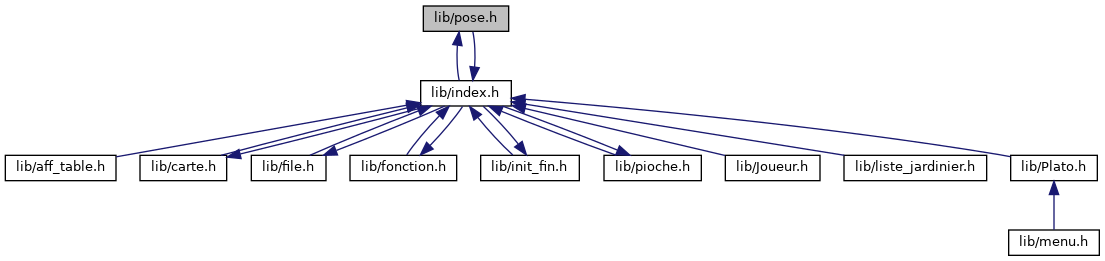 lib/pose.h
lib/index.h
lib/aff_table.h
lib/carte.h
lib/file.h
lib/fonction.h
lib/init_fin.h
lib/pioche.h
lib/Joueur.h
lib/liste_jardinier.h
lib/Plato.h
lib/menu.h